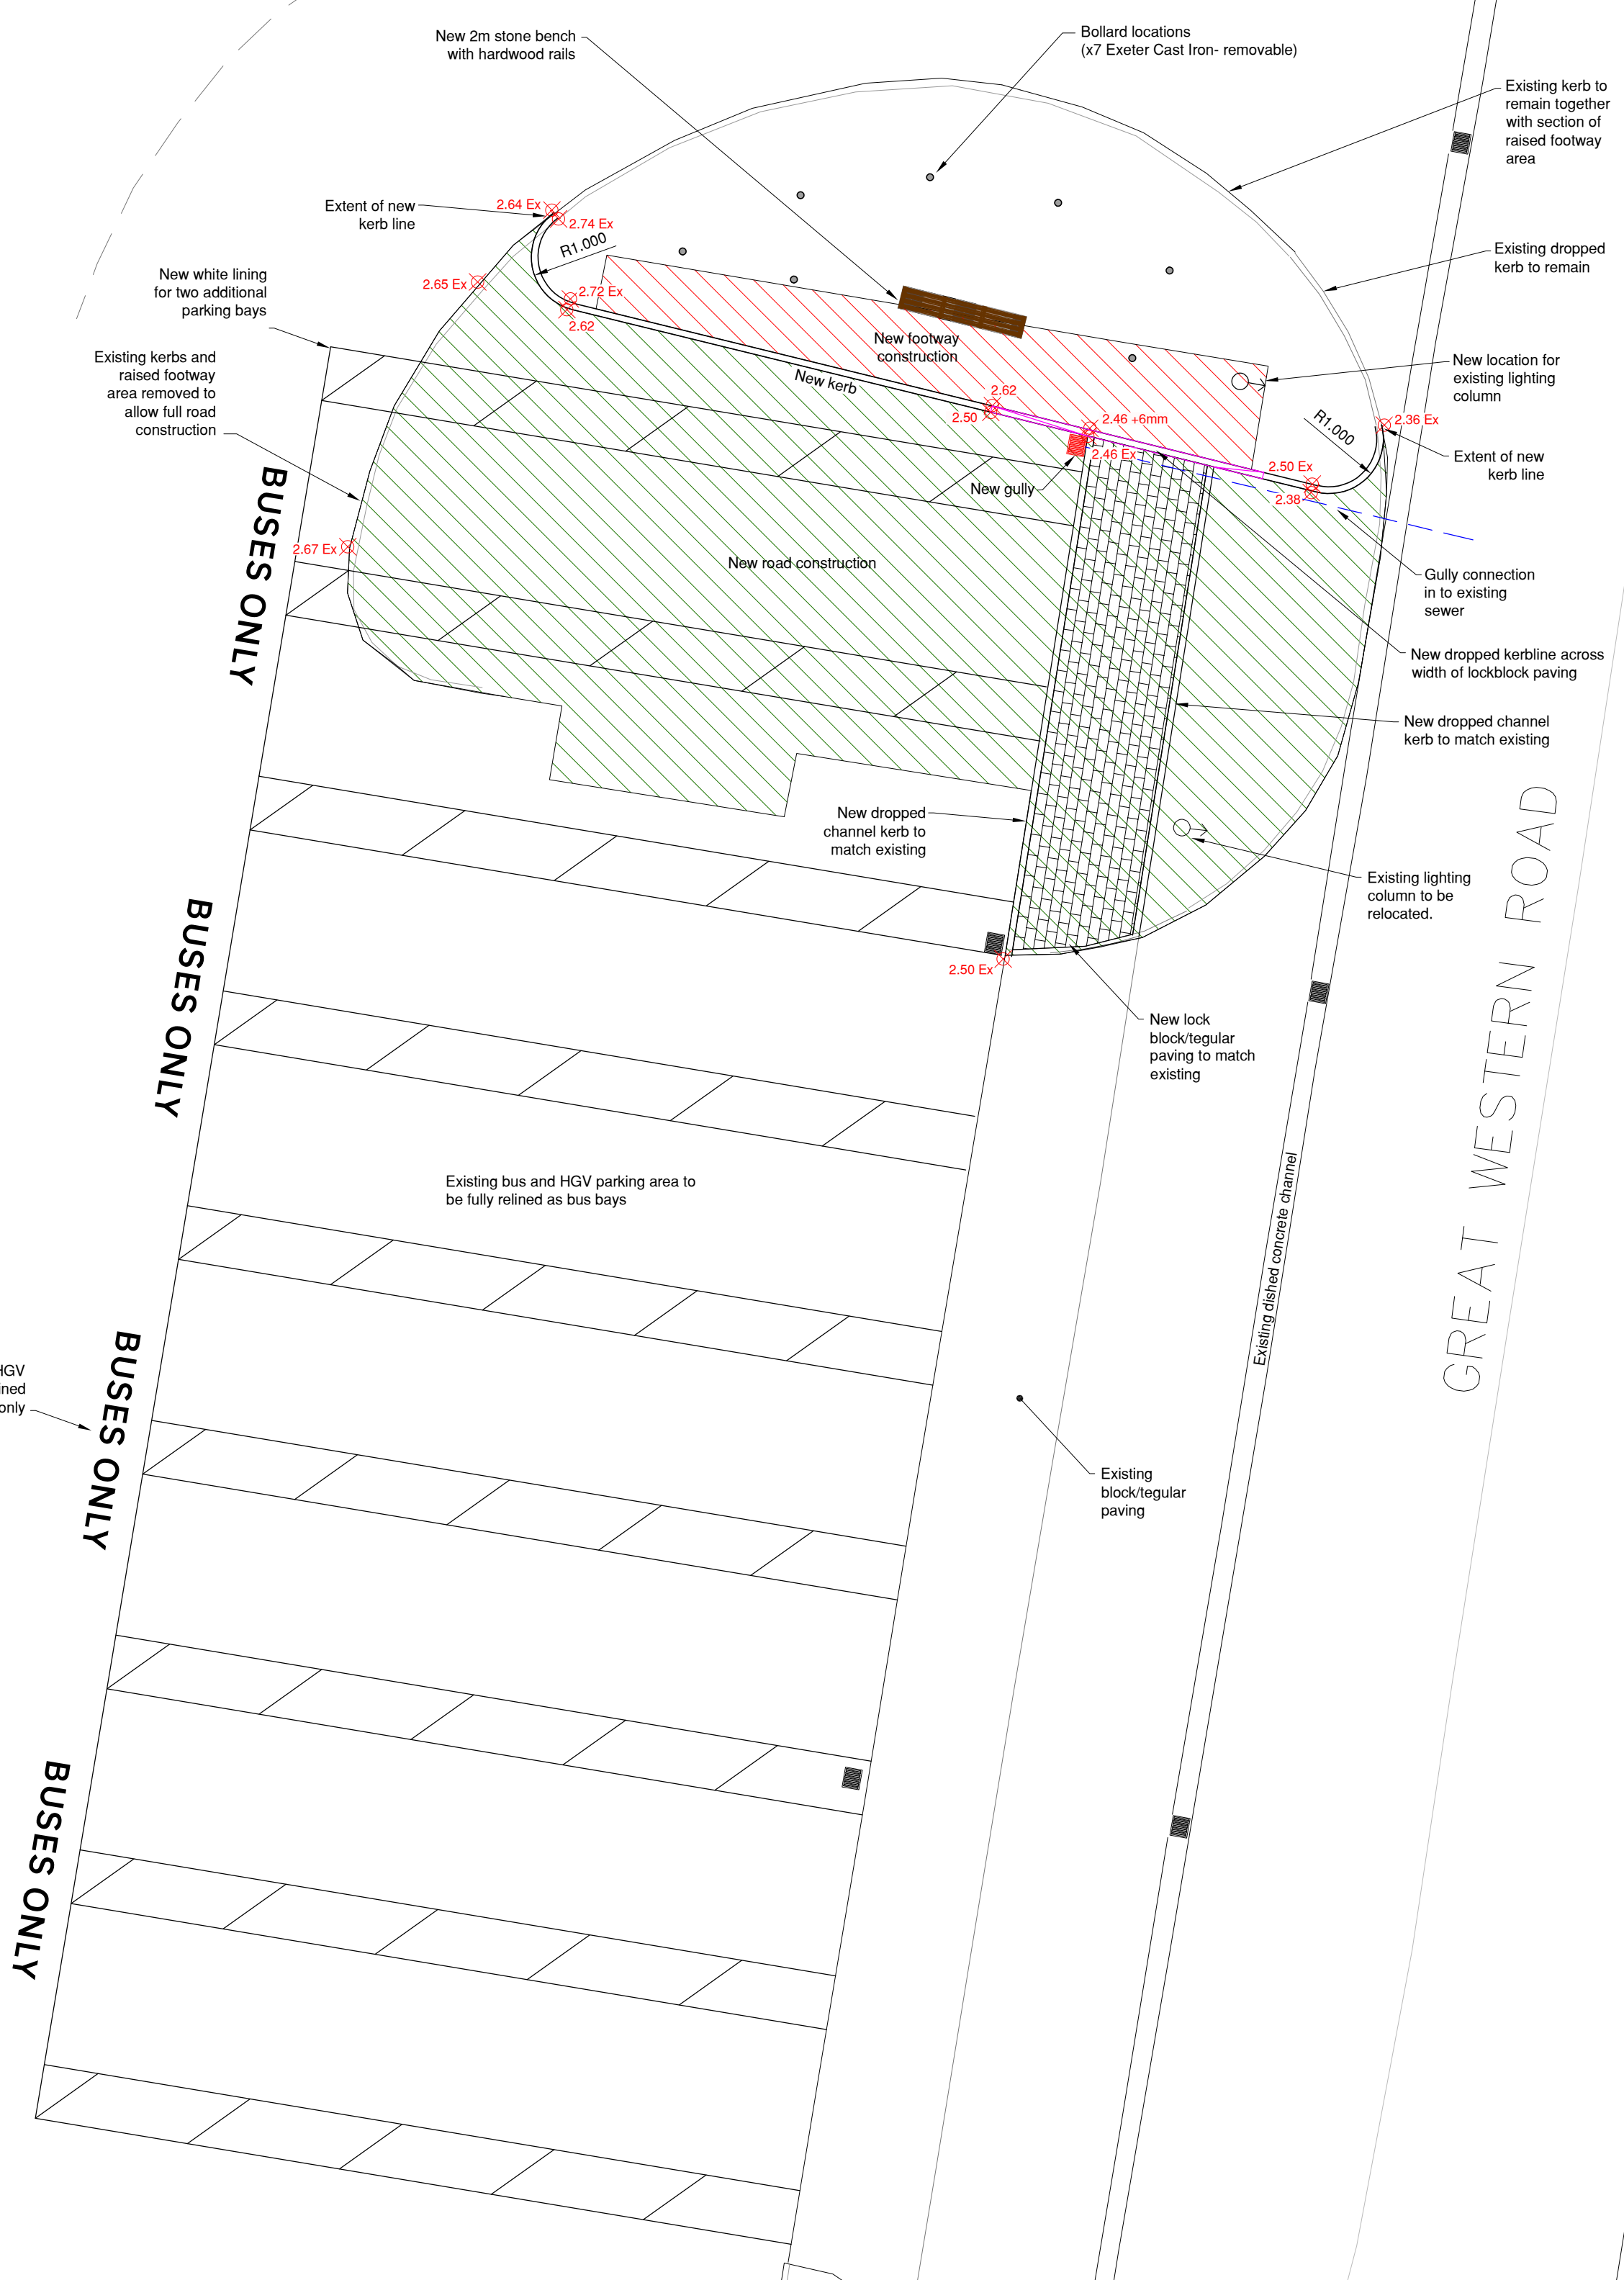 New 2m stone bench
with hardwood rails
Bollard locations
(x7 Exeter Cast Iron- removable)
Existing kerb to
remain together
with section of
raised footway
area
Extent of new
kerb line
2.64 Ex
2.74 Ex
R1.000
Existing dropped
kerb to remain
New white lining
for two additional
parking bays
2.65 Ex
2.72 Ex
2.62
New footway
construction
New kerb
Existing kerbs and
raised footway
area removed to
allow full road
construction
New location for
existing lighting
column
2.62
2.50
2.46 +6mm
2.46 Ex
R1.000
2.36 Ex
Extent of new
kerb line
2.50 Ex
2.38
New gully
BUSES ONLY
2.67 Ex
New road construction
Gully connection
in to existing
sewer
New dropped kerbline across
width of lockblock paving
New dropped channel
kerb to match existing
New dropped
channel kerb to
match existing
Existing lighting
column to be
relocated.
GREAT WESTERN ROAD
BUSES ONLY
2.50 Ex
New lock
block/tegular
paving to match
existing
Existing bus and HGV parking area to
be fully relined as bus bays
Existing dished concrete channel
HGV
ined
only
BUSES ONLY
Existing
block/tegular
paving
BUSES ONLY